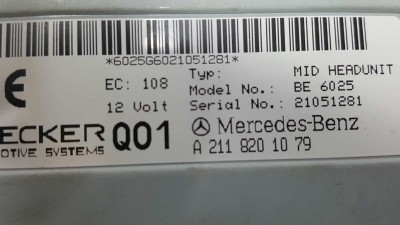 *6025G6021051281*
CE
EC: 108 Typ: MID HEADUNIT
Model No.: BE 6025
12 Volt Serial No.: 21051281
ECKER Q01 Mercedes-Benz
OTIVE SYSTEMS A 211 820 10 79